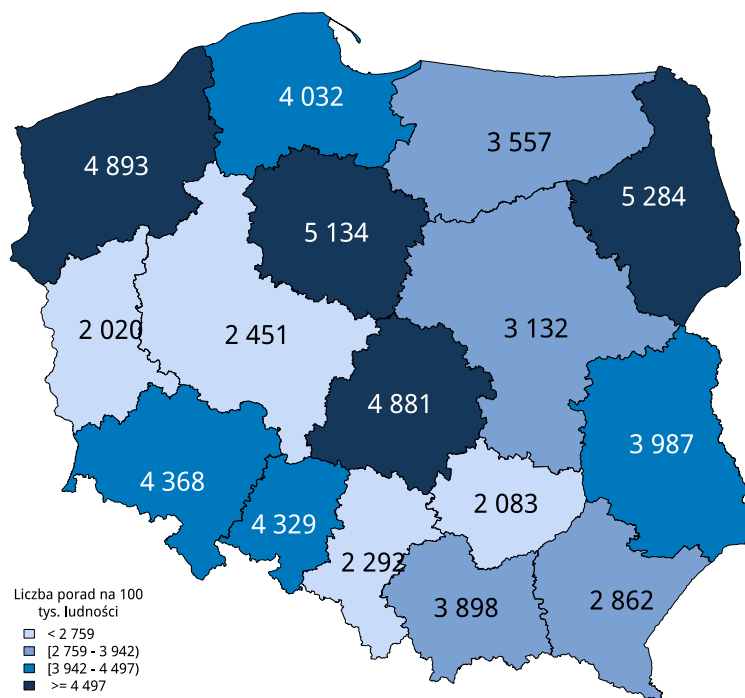 4 032
3 557
4 893
5 284
5 134
2 020
2 451
3 132
4 881
3 987
4 368
2 083
4 329
2 292
2 862
3 898
Liczba porad na 100
tys. ludności
< 2 759
[2 759 - 3 942)
[3 942 - 4 497)
>= 4 497